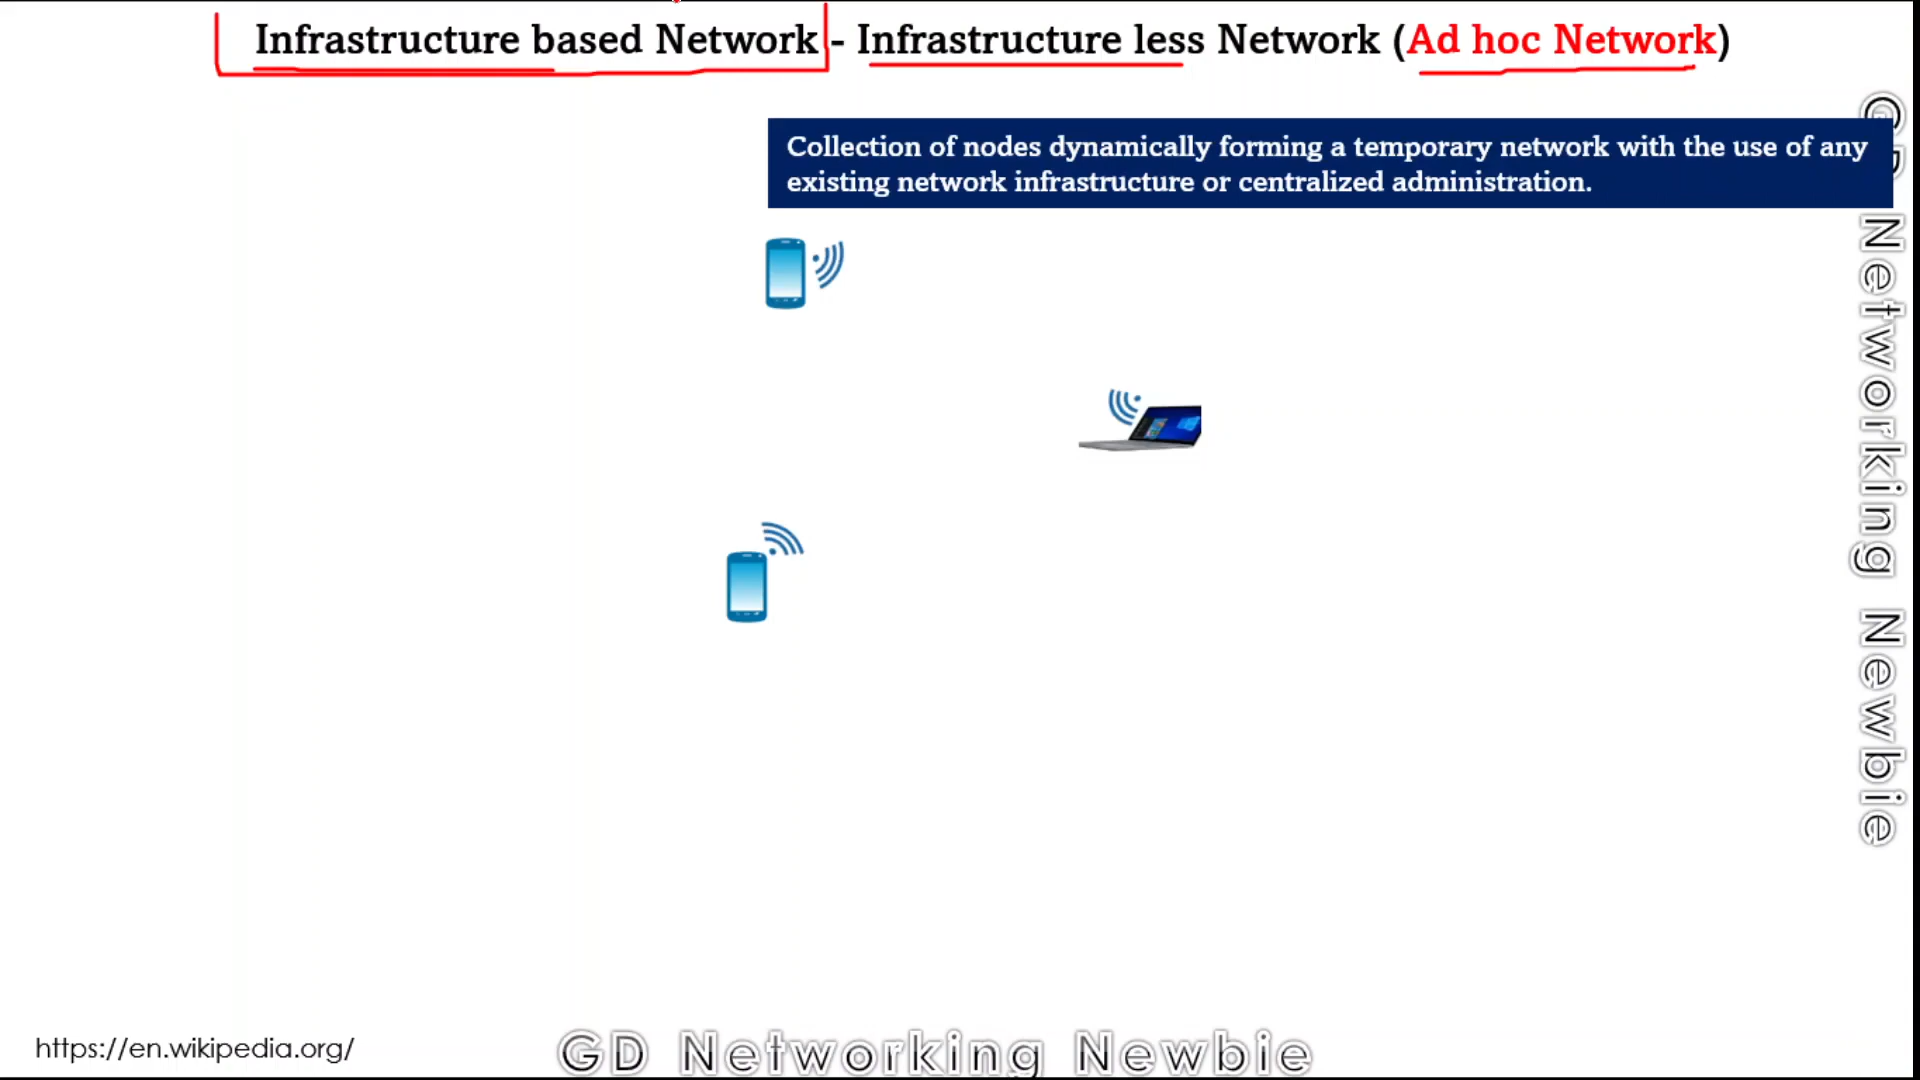 Infrastructure based Network - Infrastructure less Network (Ad hoc Network)
Collection of nodes dynamically forming a temporary network with the use of any
existing network infrastructure or centralized administration.
GD Networking Newbie
https://en.wikipedia.org/
GD Networking Newbie